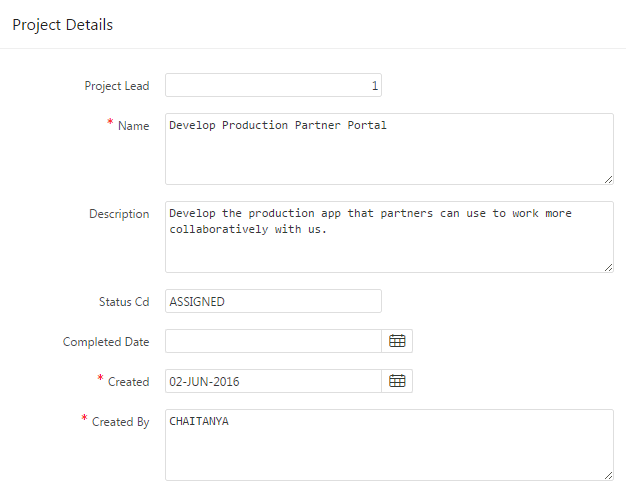 Project Details
Project Lead 1
* Name Develop Production Partner Portal
Description Develop the production app that partners can use to work more
collaboratively with us.
Status Cd ASSIGNED
Completed Date
* Created 02-JUN-2016
* Created By CHAITANYA